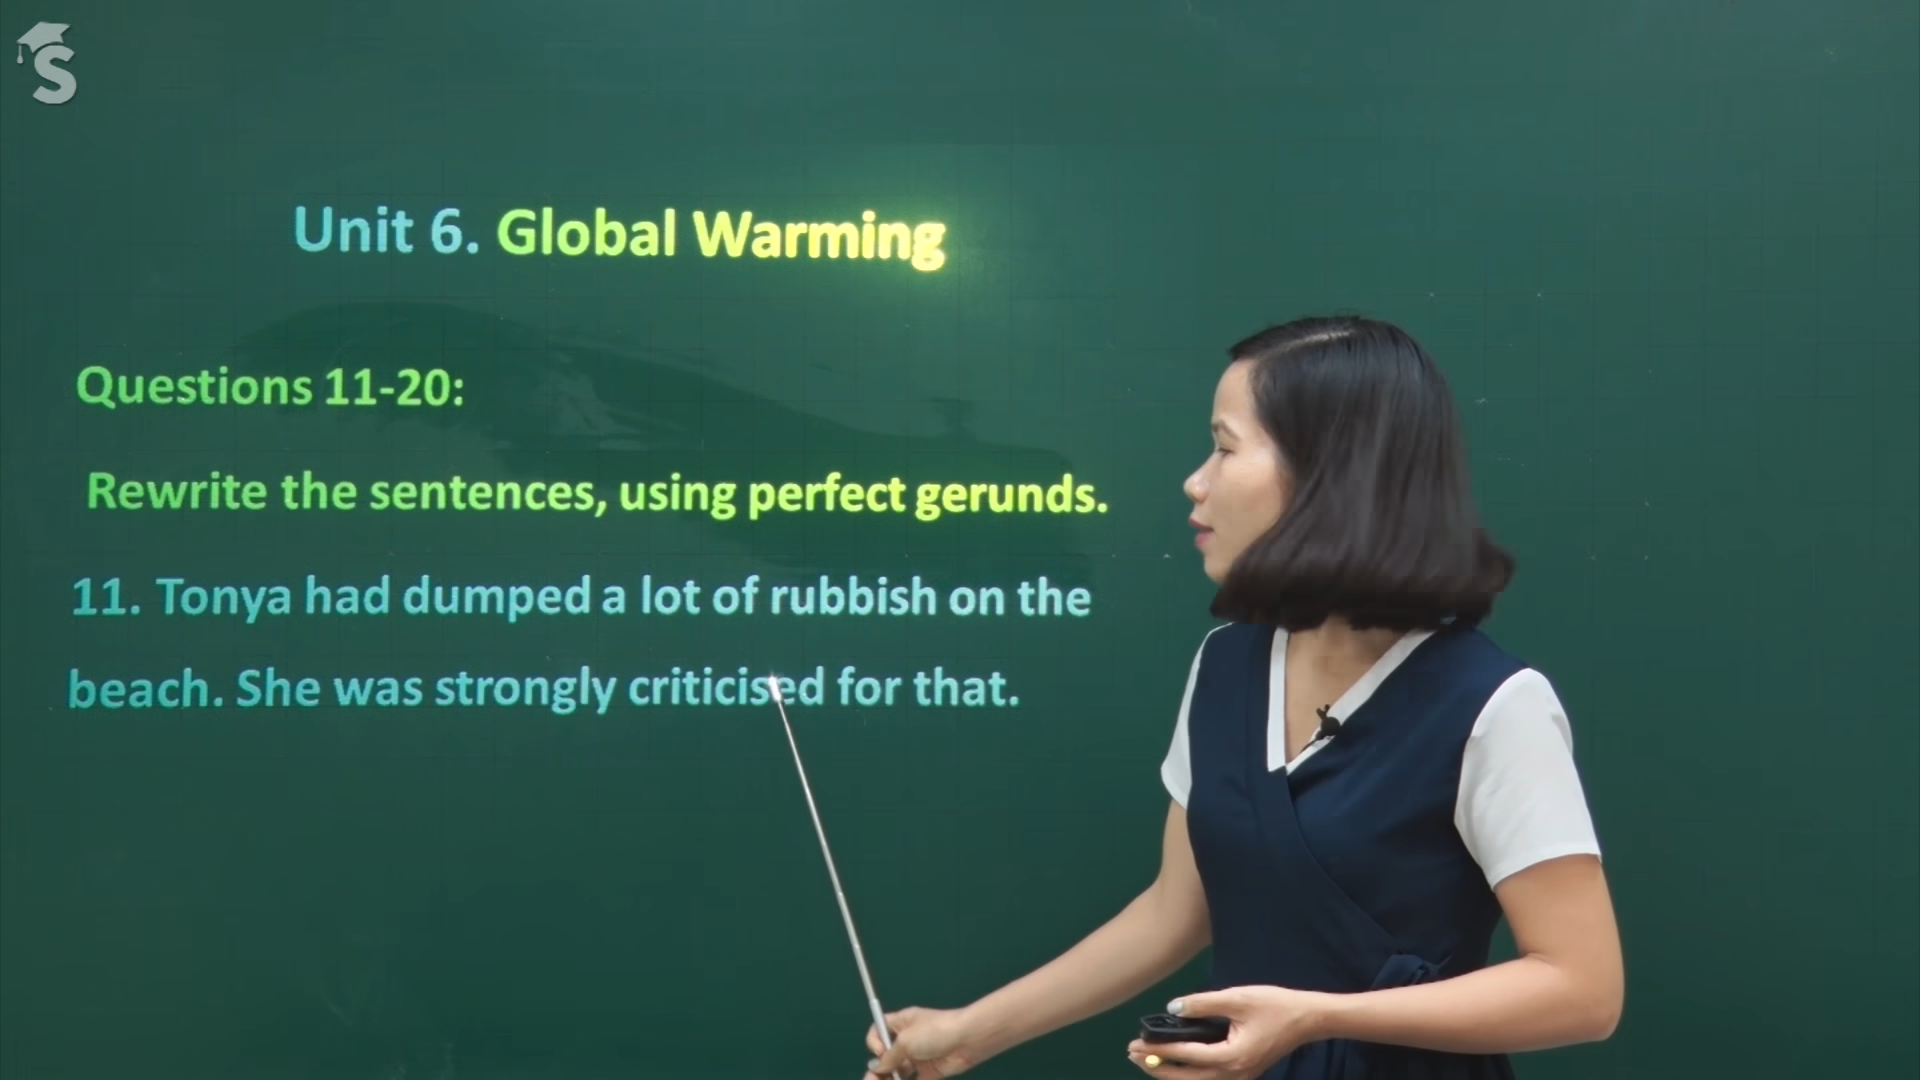 S
Unit 6. Global Warming
Questions 11-20:
Rewrite the sentences, using perfect gerunds.
11. Tonya had dumped a lot of rubbish on the
beach. She was strongly criticised for that.